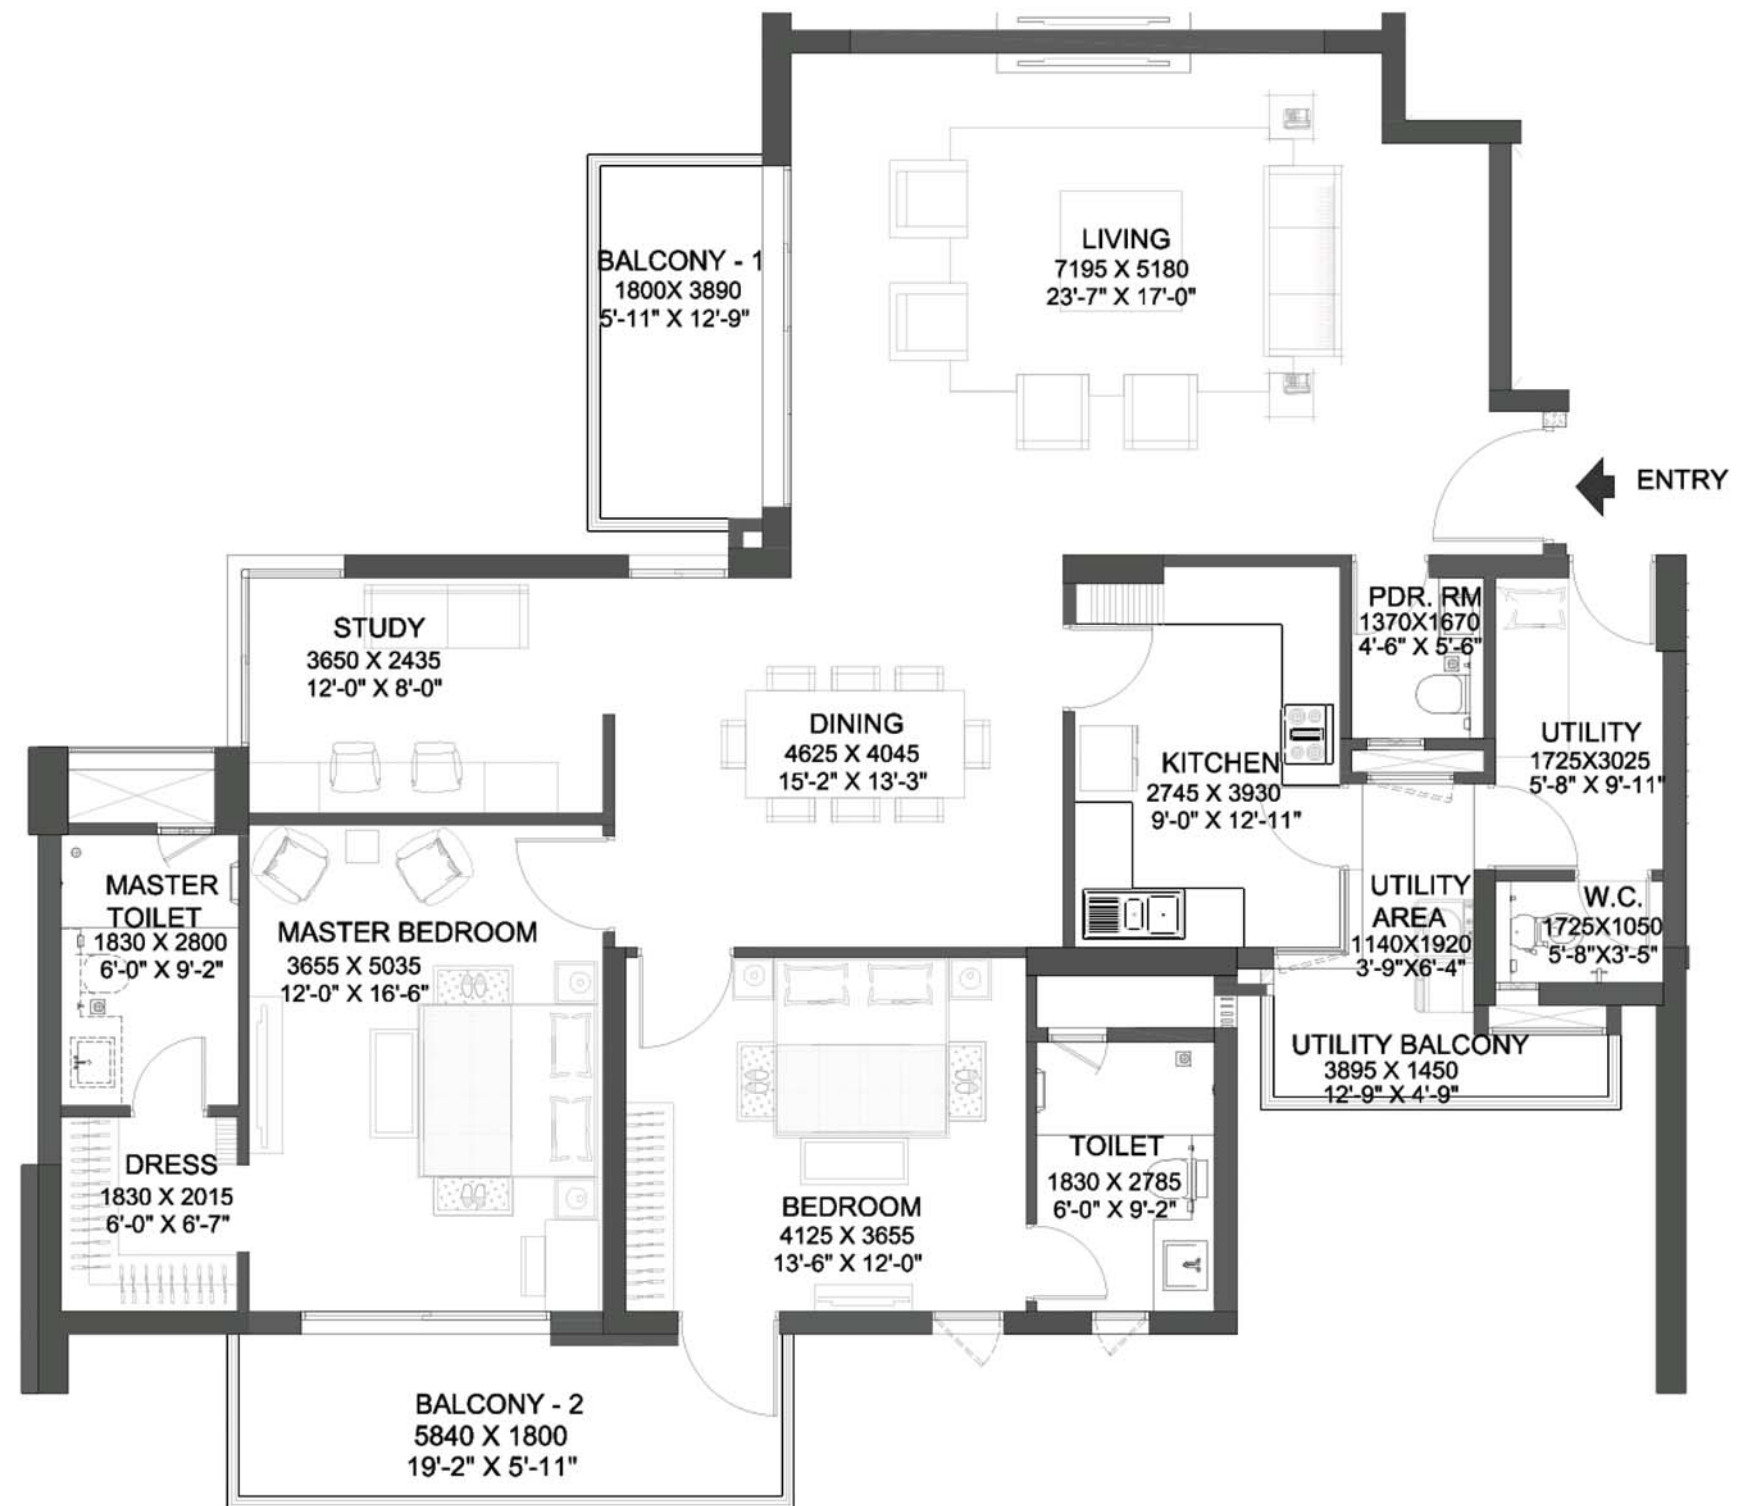 LIVING
7195 X 5180
23'-7" X 17'-0"
BALCONY - 1
1800X 3890
5'-11" X 12'-9"
ENTRY
STUDY
3650 X 2435
12'-0" X 8'-0"
PDR. RM
1370X1670
4'-6" X 5'-6"
DINING
4625 X 4045
15'-2" X 13'-3"
KITCHEN
2745 X 3930
9'-0" X 12'-11"
UTILITY
1725X3025
5'-8" X 9'-11"
MASTER
TOILET
1830 X 2800
6'-0" X 9'-2"
MASTER BEDROOM
3655 X 5035
12'-0" X 16'-6"
UTILITY
AREA
1140X1920
3'-9"X6'-4"
W.C.
1725X1050
5'-8"X3'-5"
UTILITY BALCONY
3895 X 1450
12'-9" X 4'-9"
DRESS
1830 X 2015
6'-0" X 6'-7"
BEDROOM
4125 X 3655
13'-6" X 12'-0"
TOILET
1830 X 2785
6'-0" X 9'-2"
BALCONY - 2
5840 X 1800
19'-2" X 5'-11"